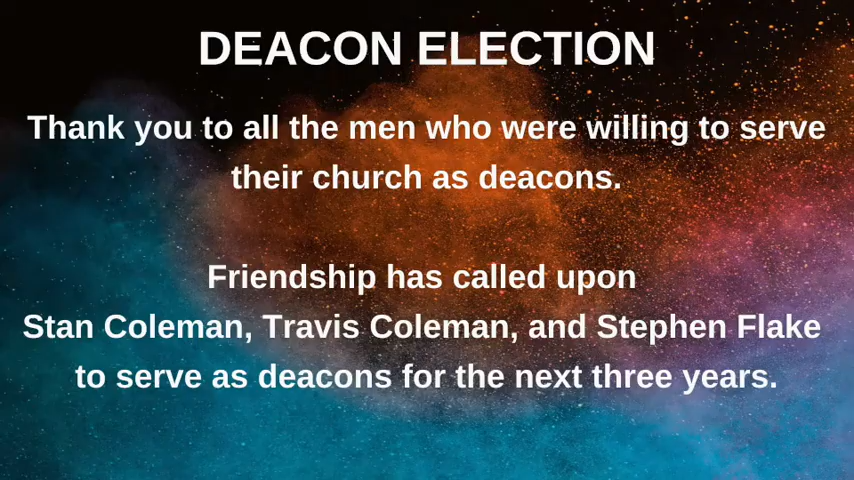 DEACON ELECTION
Thank you to all the men who were willing to serve
their church as deacons.
Friendship has called upon
Stan Coleman, Travis Coleman, and Stephen Flake
to serve as deacons for the next three years.